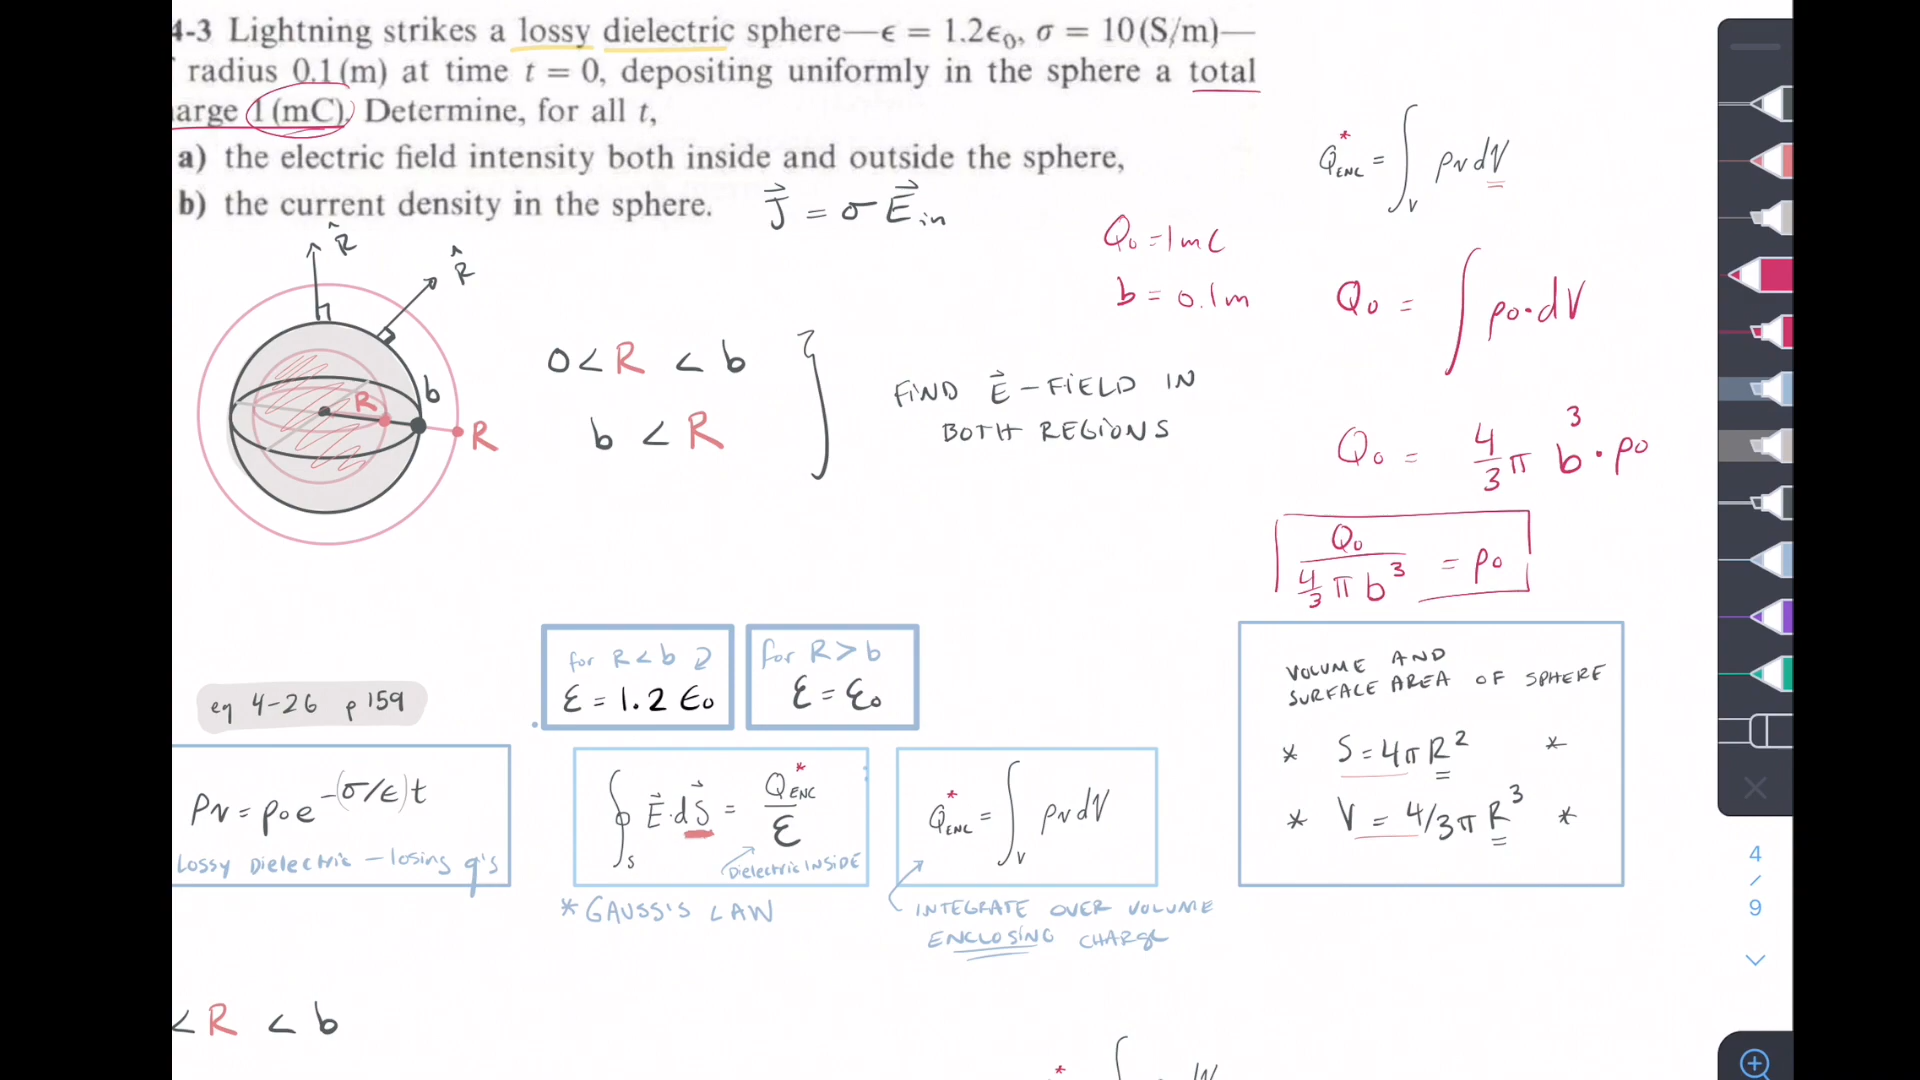 4-3 Lightning strikes a lossy dielectric sphere—ϵ = 1.2ϵ₀, σ = 10 (S/m)—
radius 0.1 (m) at time t = 0, depositing uniformly in the sphere a total
arge 1 (mC). Determine, for all t,
a) the electric field intensity both inside and outside the sphere,
b) the current density in the sphere. J⃗ = σ E⃗in
R̂
R̂
b
R
R
0 < R < b
b < R
FIND E⃗ - FIELD IN
BOTH REGIONS
Q₀ = 1mC
b = 0.1m
Q*ENC = ∫V ρv dV
Q₀ = ∫ ρ₀·dV
Q₀ = 4/3 π b³·ρ₀
Q₀ / (4/3 π b³) = ρ₀
eq 4-26 p 159
for R < b
ε = 1.2 ϵ₀
for R > b
ε = ε₀
ρv = ρ₀e^-(σ/ϵ)t
Lossy Dielectric - losing q's
∮S E⃗·dS⃗ = Q*ENC / ε
Dielectric INSIDE
* GAUSS'S LAW
Q*ENC = ∫V ρv dV
INTEGRATE OVER VOLUME
ENCLOSING CHARGE
VOLUME AND
SURFACE AREA OF SPHERE
* S = 4πR² *
* V = 4/3πR³ *
< R < b
4
/
9